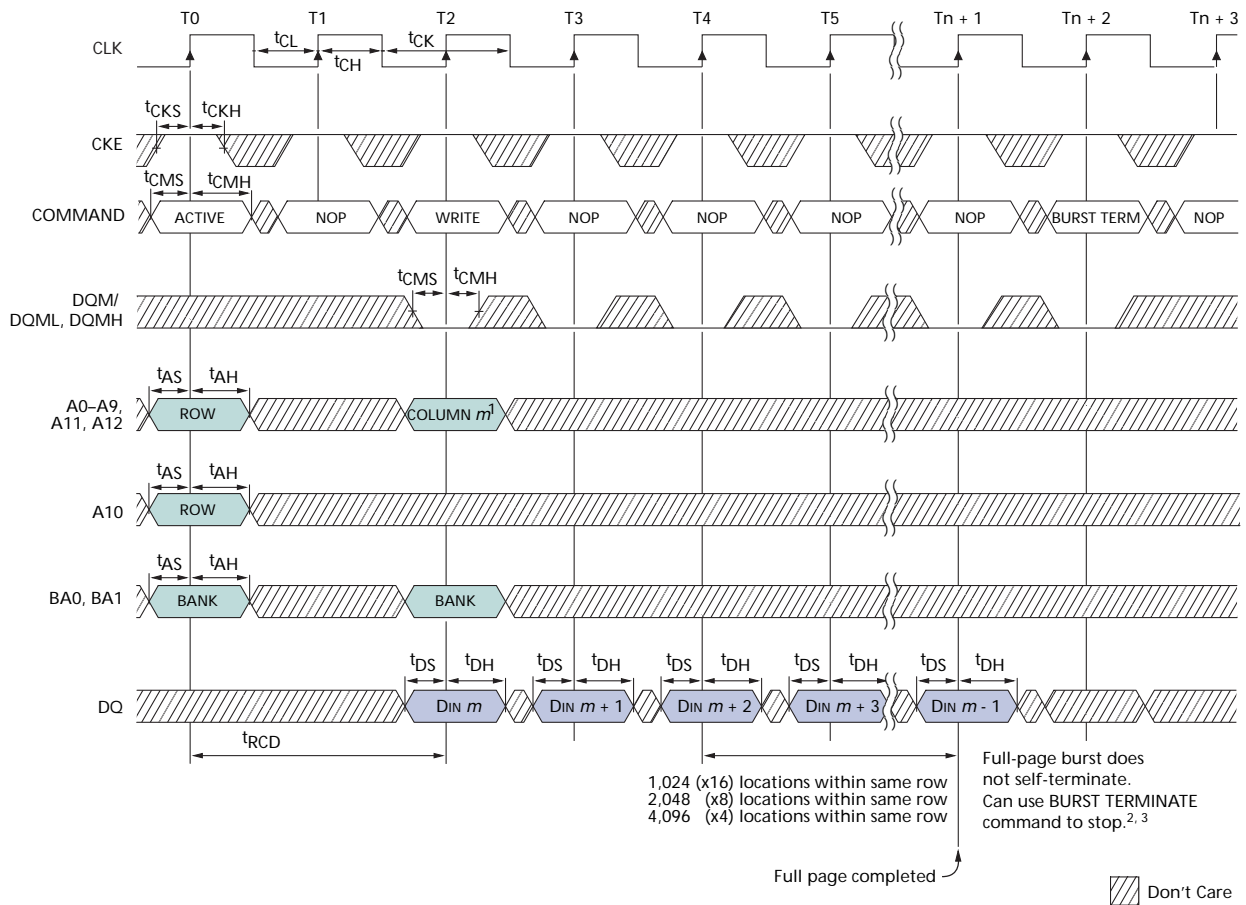 T0 T1 T2 T3 T4 T5 Tn + 1 Tn + 2 Tn + 3
CLK
tCL tCK
tCH
tCKS tCKH
CKE
tCMS tCMH
COMMAND ACTIVE NOP WRITE NOP NOP NOP NOP BURST TERM NOP
tCMS tCMH
DQM/
DQML, DQMH
tAS tAH
A0–A9,
A11, A12
ROW COLUMN m1
tAS tAH
A10 ROW
tAS tAH
BA0, BA1 BANK BANK
tDS tDH tDS tDH tDS tDH tDS tDH tDS tDH
DQ DIN m DIN m + 1 DIN m + 2 DIN m + 3 DIN m - 1
tRCD
1,024 (x16) locations within same row
2,048 (x8) locations within same row
4,096 (x4) locations within same row
Full-page burst does
not self-terminate.
Can use BURST TERMINATE
command to stop.2, 3
Full page completed
Don't Care